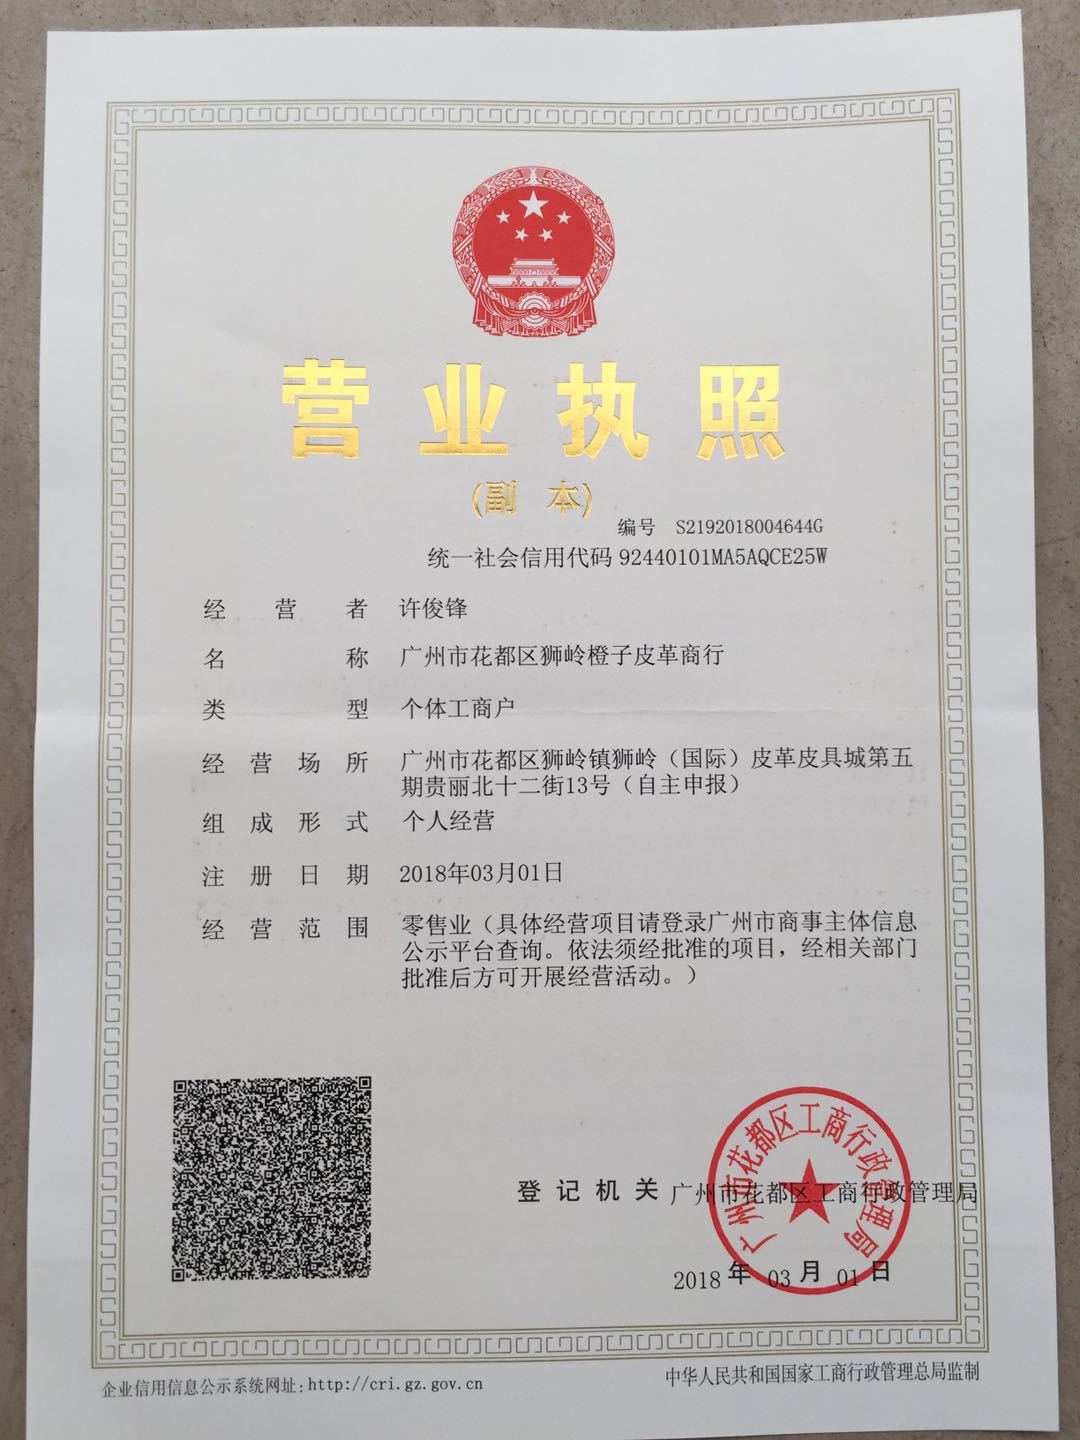 营业执照
(副 本)
编号 S2192018004644G
统一社会信用代码 92440101MA5AQCE25W
经营者 许俊锋
名称 广州市花都区狮岭橙子皮革商行
类型 个体工商户
经营场所 广州市花都区狮岭镇狮岭（国际）皮革皮具城第五
期贵丽北十二街13号（自主申报）
组成形式 个人经营
注册日期 2018年03月01日
经营范围 零售业（具体经营项目请登录广州市商事主体信息
公示平台查询。依法须经批准的项目，经相关部门
批准后方可开展经营活动。）
广州市花都区工商行政管理局
登记机关 广州市花都区工商行政管理局
2018 年 03 月 01 日
企业信用信息公示系统网址:http://cri.gz.gov.cn
中华人民共和国国家工商行政管理总局监制